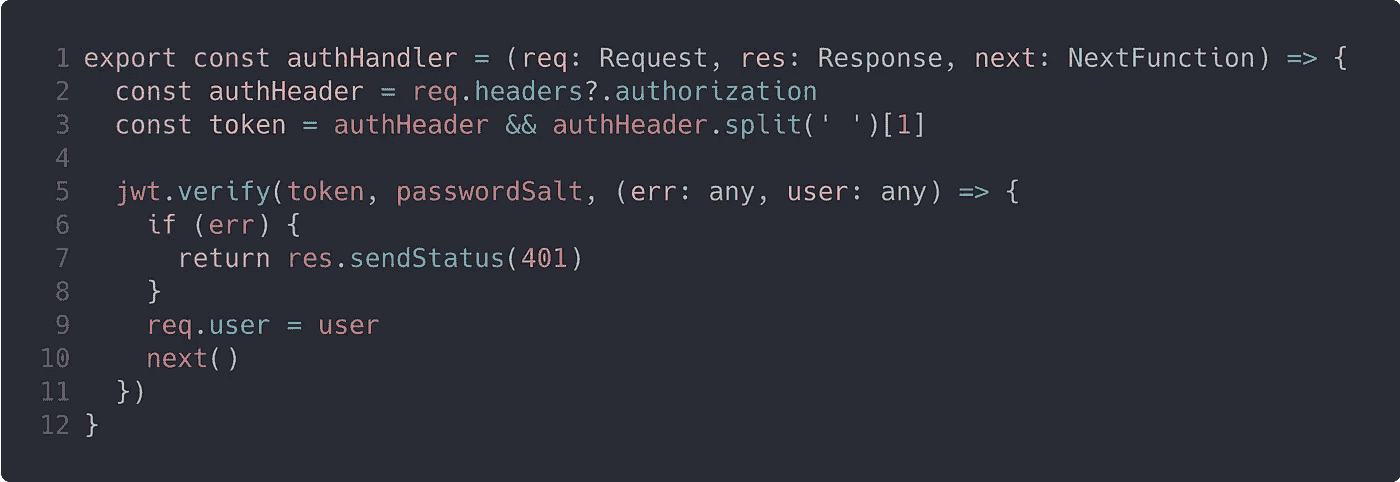 1 export const authHandler = (req: Request, res: Response, next: NextFunction) => {
2   const authHeader = req.headers?.authorization
3   const token = authHeader && authHeader.split(' ')[1]
4
5   jwt.verify(token, passwordSalt, (err: any, user: any) => {
6     if (err) {
7       return res.sendStatus(401)
8     }
9     req.user = user
10     next()
11   })
12 }